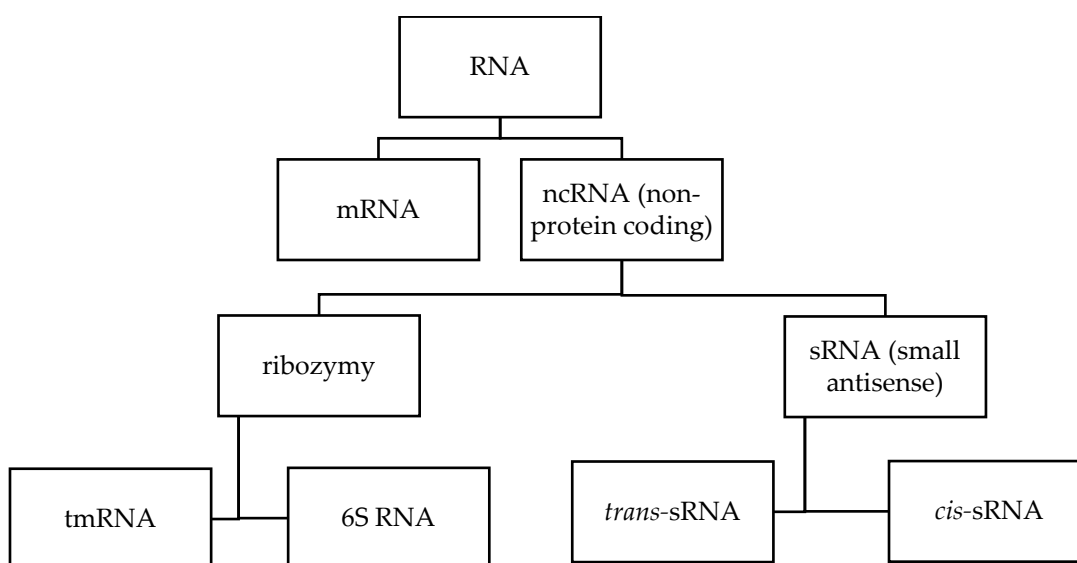 RNA
mRNA
ncRNA (non-
protein coding)
ribozymy
sRNA (small
antisense)
tmRNA
6S RNA
trans-sRNA
cis-sRNA